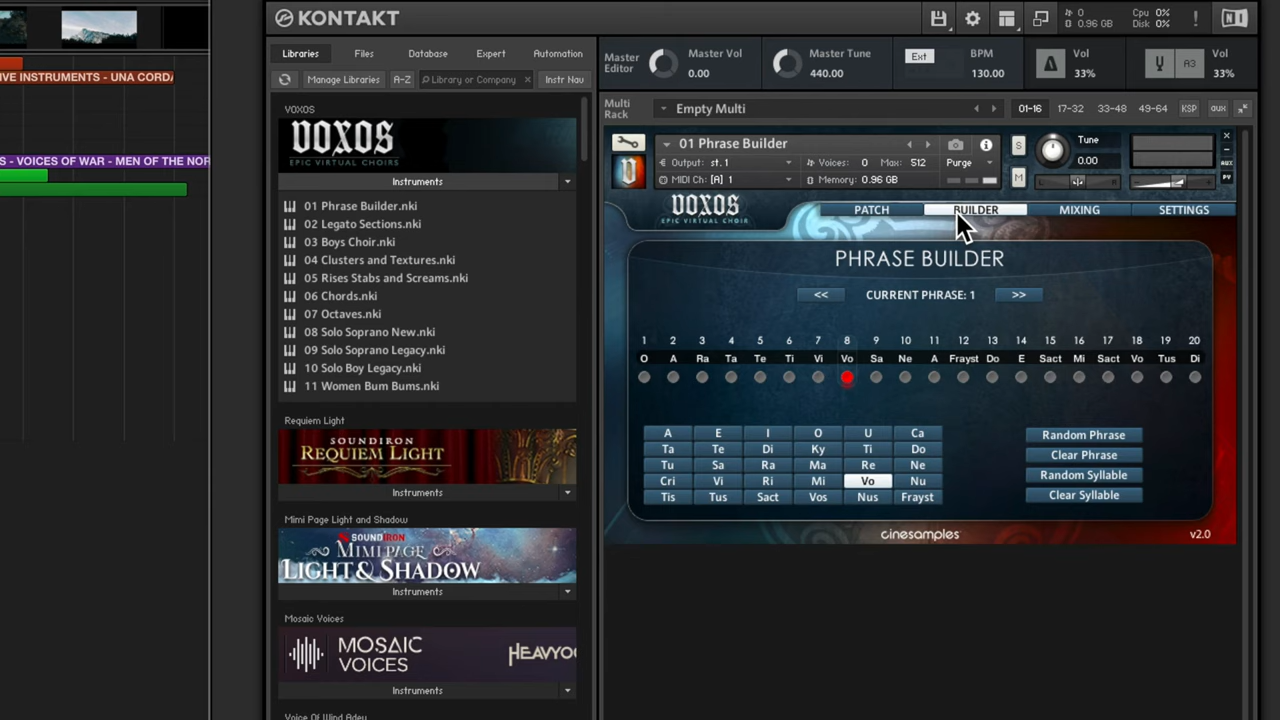 KONTAKT
0
0.96 GB
Cpu 0%
Disk 0%
!
NI
Libraries
Files
Database
Expert
Automation
Manage Libraries
A-Z
Library or Company
×
Instr Nav
Master Editor
Master Vol
0.00
Master Tune
440.00
Ext
BPM
130.00
Vol
33%
A3
Vol
33%
Multi Rack
Empty Multi
01-16
17-32
33-48
49-64
KSP
aux
IVE INSTRUMENTS - UNA CORDA
S - VOICES OF WAR - MEN OF THE NOR
VOXOS
VOXOS
EPIC VIRTUAL CHOIRS
Instruments
01 Phrase Builder.nki
02 Legato Sections.nki
03 Boys Choir.nki
04 Clusters and Textures.nki
05 Rises Stabs and Screams.nki
06 Chords.nki
07 Octaves.nki
08 Solo Soprano New.nki
09 Solo Soprano Legacy.nki
10 Solo Boy Legacy.nki
11 Women Bum Bums.nki
Requiem Light
SOUNDIRON
REQUIEM LIGHT
Instruments
Mimi Page Light and Shadow
SOUNDIRON
MIMI PAGE
LIGHT & SHADOW
Instruments
Mosaic Voices
MOSAIC
VOICES
HEAVYO
Instruments
Voice Of Wind Adey
01 Phrase Builder
Output: st.1
Voices: 0 Max: 512
Purge
MIDI Ch: [A] 1
Memory: 0.96 GB
S
M
Tune
0.00
L
R
AUX
PV
VOXOS
EPIC VIRTUAL CHOIR
PATCH
BUILDER
MIXING
SETTINGS
PHRASE BUILDER
<<
CURRENT PHRASE: 1
>>
1 2 3 4 5 6 7 8 9 10 11 12 13 14 15 16 17 18 19 20
O A Ra Ta Te Ti Vi Vo Sa Ne A Frayst Do E Sact Mi Sact Vo Tus Di
A E I O U Ca
Ta Te Di Ky Ti Do
Tu Sa Ra Ma Re Ne
Cri Vi Ri Mi Vo Nu
Tis Tus Sact Vos Nus Frayst
Random Phrase
Clear Phrase
Random Syllable
Clear Syllable
cinesamples
v2.0